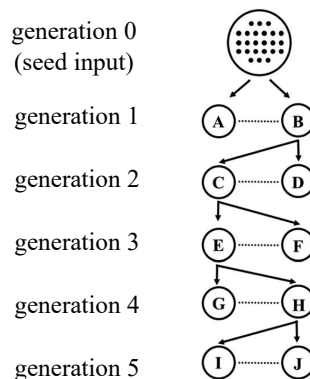 generation 0
(seed input)
generation 1
A B
generation 2
C D
generation 3
E F
generation 4
G H
generation 5
I J